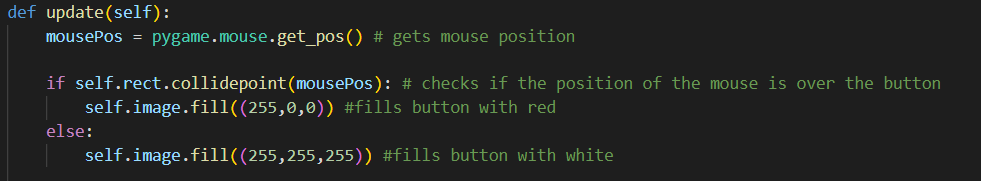 def update(self):
    mousePos = pygame.mouse.get_pos() # gets mouse position
    if self.rect.collidepoint(mousePos): # checks if the position of the mouse is over the button
        self.image.fill((255,0,0)) #fills button with red
    else:
        self.image.fill((255,255,255)) #fills button with white